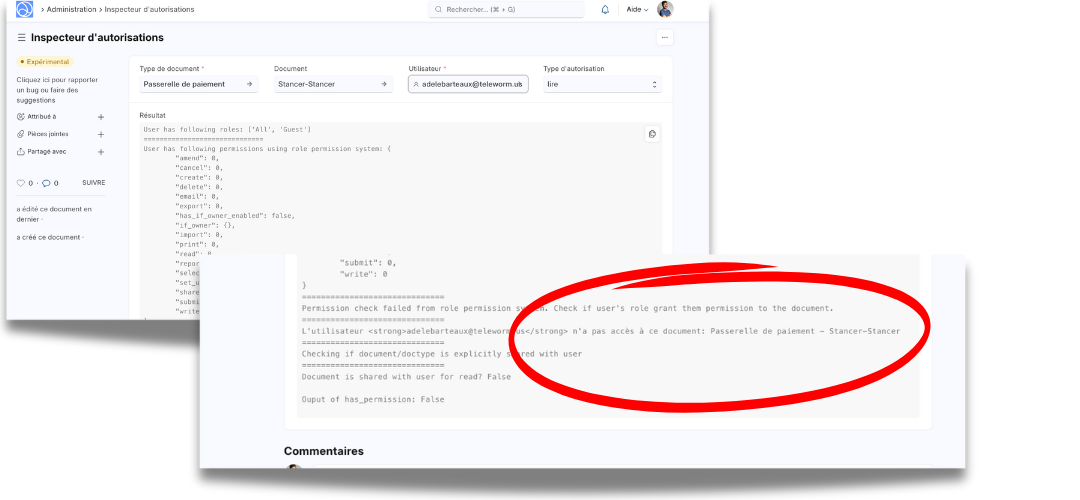 Administration > Inspecteur d'autorisations
Rechercher... (⌘ + G)
Aide
Inspecteur d'autorisations
Expérimental
Cliquez ici pour rapporter
un bug ou faire des
suggestions
Attribué à +
Pièces jointes +
Partagé avec +
0 · 0 SUIVRE
a édité ce document en
dernier ·
a créé ce document ·
Type de document * Document Utilisateur * Type d'autorisation
Passerelle de paiement Stancer-Stancer adelebarteaux@teleworm.us lire
Résultat
User has following roles: ['All', 'Guest']
==============================
User has following permissions using role permission system: {
"amend": 0,
"cancel": 0,
"create": 0,
"delete": 0,
"email": 0,
"export": 0,
"has_if_owner_enabled": false,
"if_owner": {},
"import": 0,
"print": 0,
"read": 0
"repor
"selec
"set_u
"share
"submi
"write
"submit": 0,
"write": 0
}
==============================
Permission check failed from role permission system. Check if user's role grant them permission to the document.
==============================
L'utilisateur <strong>adelebarteaux@teleworm.us</strong> n'a pas accès à ce document: Passerelle de paiement - Stancer-Stancer
==============================
Checking if document/doctype is explicitly shared with user
==============================
Document is shared with user for read? False
Ouput of has_permission: False
Commentaires